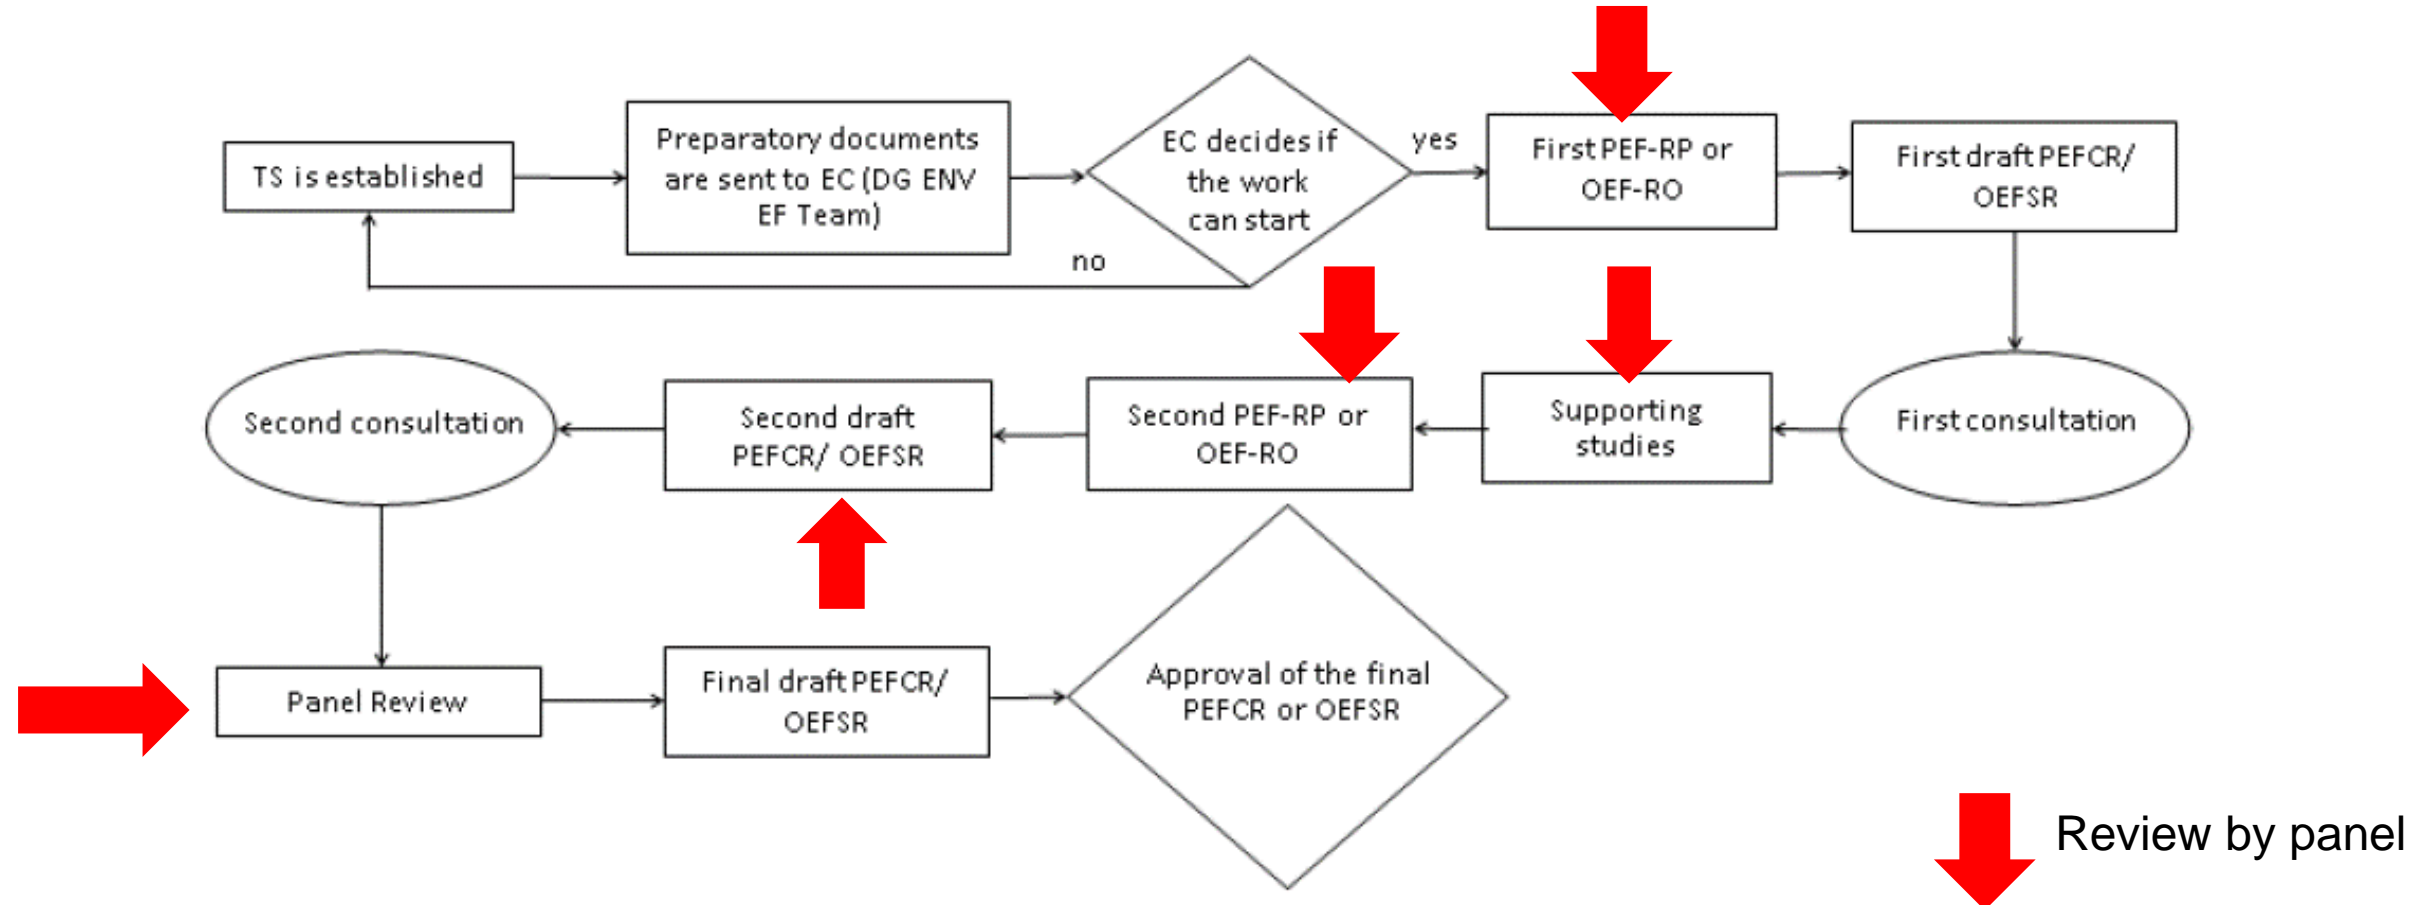 TS is established
Preparatory documents
are sent to EC (DG ENV
EF Team)
EC decides if
the work
can start
yes
no
First PEF-RP or
OEF-RO
First draft PEFCR/
OEFSR
First consultation
Supporting
studies
Second PEF-RP or
OEF-RO
Second draft
PEFCR/ OEFSR
Second consultation
Panel Review
Final draft PEFCR/
OEFSR
Approval of the final
PEFCR or OEFSR
Review by panel